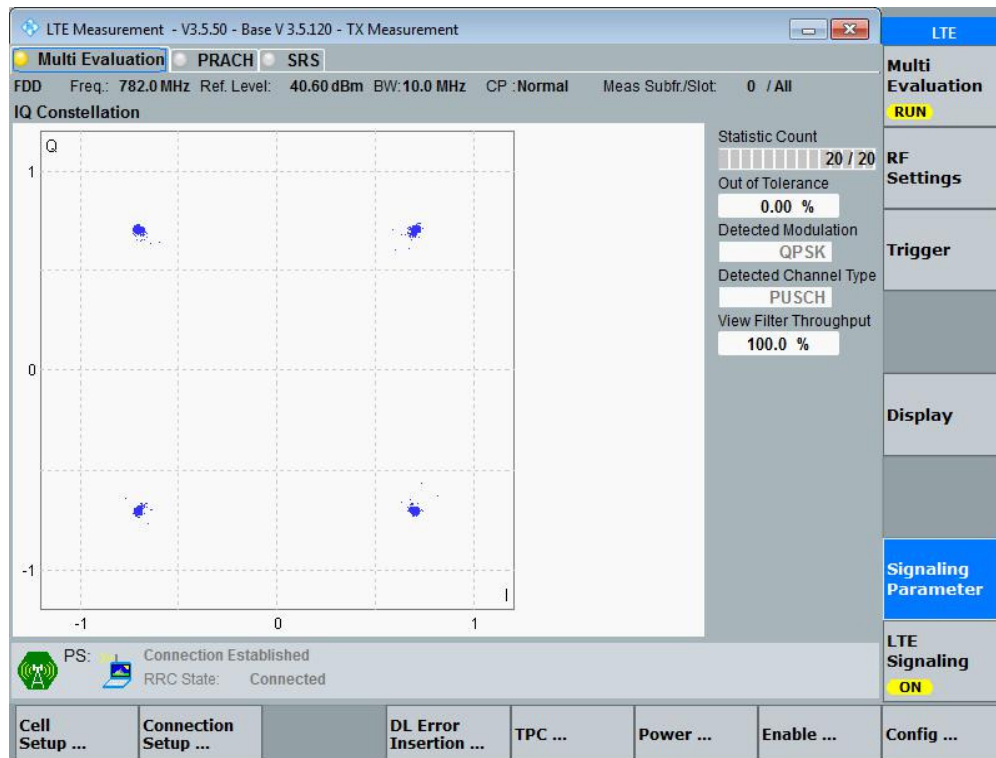 LTE Measurement - V3.5.50 - Base V 3.5.120 - TX Measurement
LTE
Multi Evaluation PRACH SRS
FDD Freq.: 782.0 MHz Ref. Level: 40.60 dBm BW: 10.0 MHz CP :Normal Meas Subfr./Slot: 0 / All
IQ Constellation
Q
1
0
-1
I
-1 0 1
Statistic Count
20 / 20
Out of Tolerance
0.00 %
Detected Modulation
QPSK
Detected Channel Type
PUSCH
View Filter Throughput
100.0 %
Multi
Evaluation
RUN
RF
Settings
Trigger
Display
Signaling
Parameter
LTE
Signaling
ON
PS: Connection Established
RRC State: Connected
Cell
Setup ...
Connection
Setup ...
DL Error
Insertion ...
TPC ...
Power ...
Enable ...
Config ...